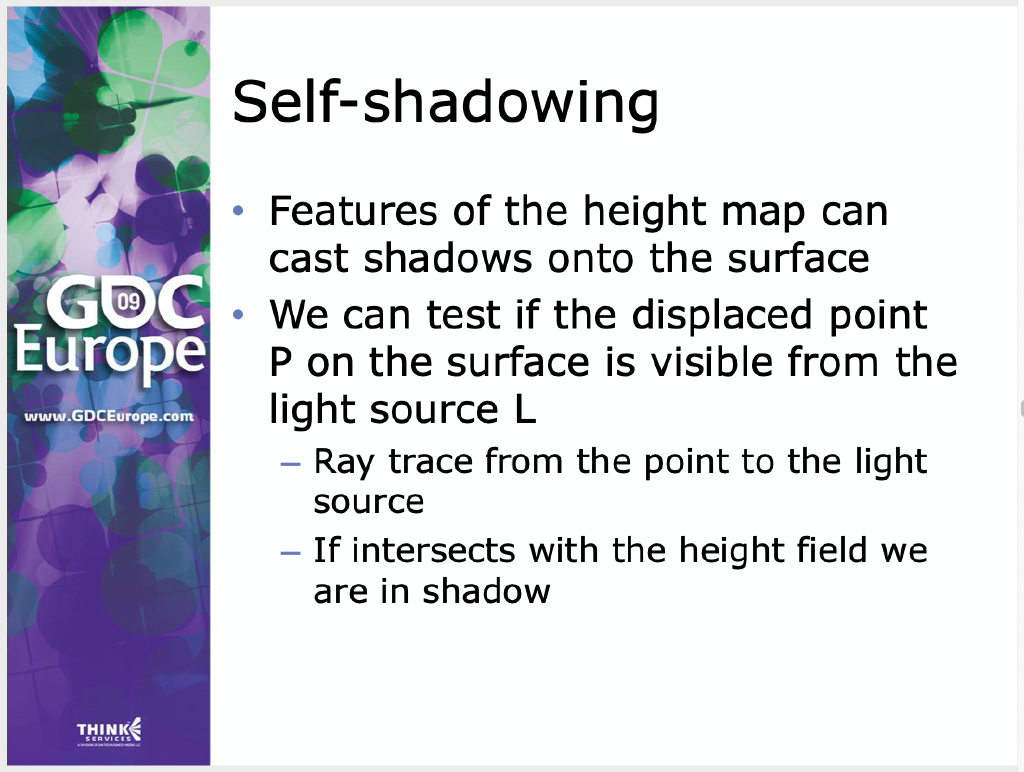 Self-shadowing
• Features of the height map can
cast shadows onto the surface
• We can test if the displaced point
P on the surface is visible from the
light source L
– Ray trace from the point to the light
source
– If intersects with the height field we
are in shadow
GDC
09
Europe
www.GDCEurope.com
THINK
SERVICES